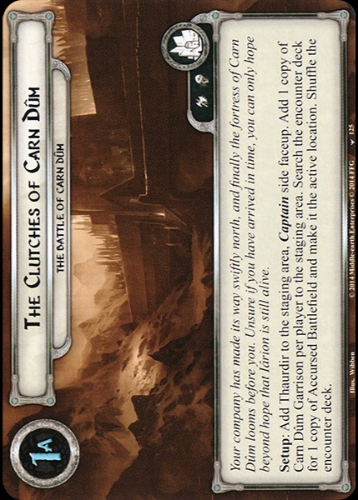 1A
The Clutches of Carn Dûm
The Battle of Carn Dûm
Your company has made its way swiftly north, and finally the fortress of Carn
Dûm looms before you. Unsure if you have arrived in time, you can only hope
beyond hope that Iârion is still alive.
Setup: Add Thaurdir to the staging area, Captain side faceup. Add 1 copy of
Carn Dûm Garrison per player to the staging area. Search the encounter deck
for 1 copy of Accursed Battlefield and make it the active location. Shuffle the
encounter deck.
Illus. Wibben © 2014 Middle-earth Enterprises © 2014 FFG 125